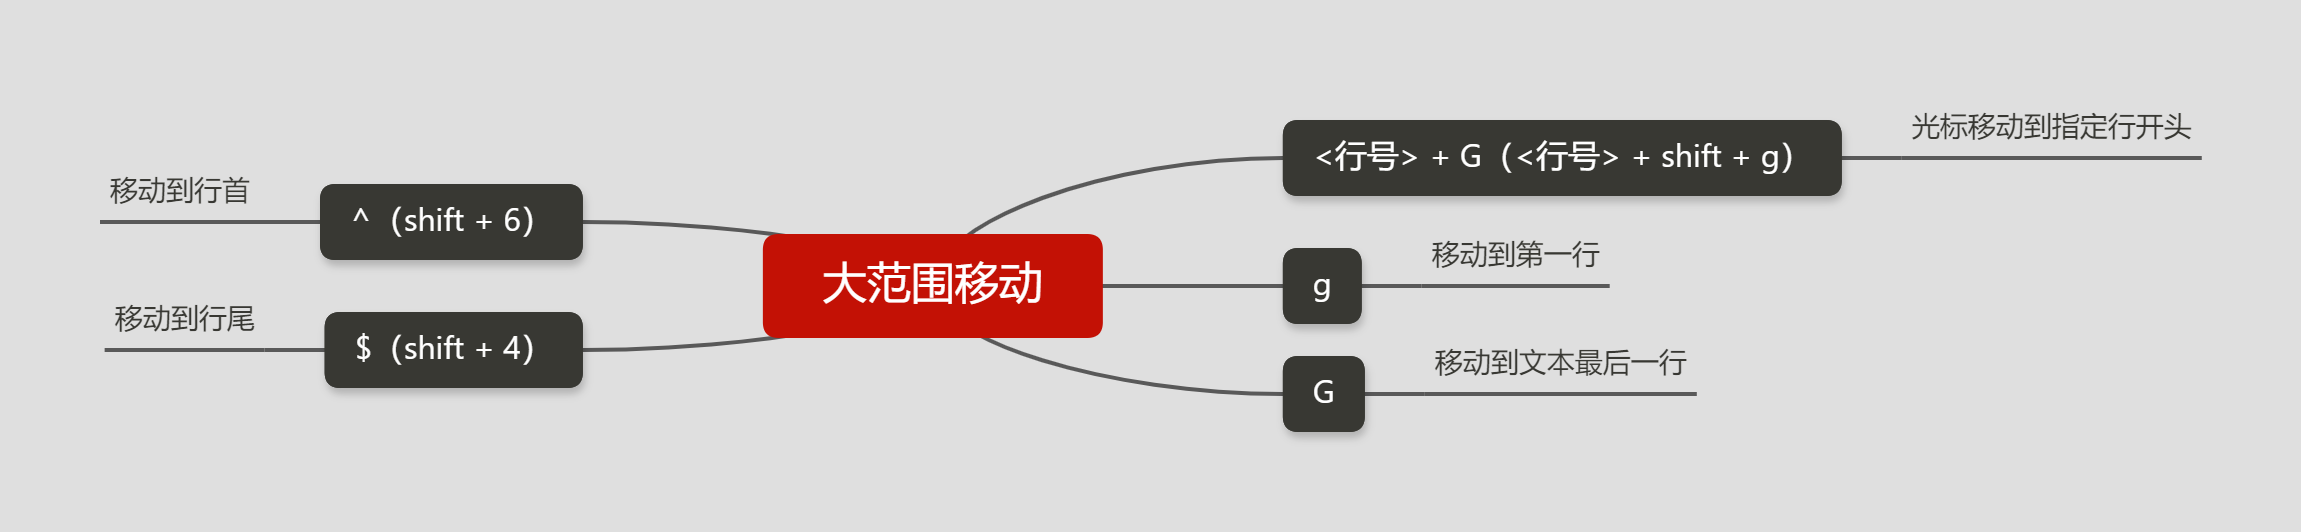 大范围移动
<行号> + G（<行号> + shift + g）
光标移动到指定行开头
g
移动到第一行
G
移动到文本最后一行
^（shift + 6）
移动到行首
$（shift + 4）
移动到行尾